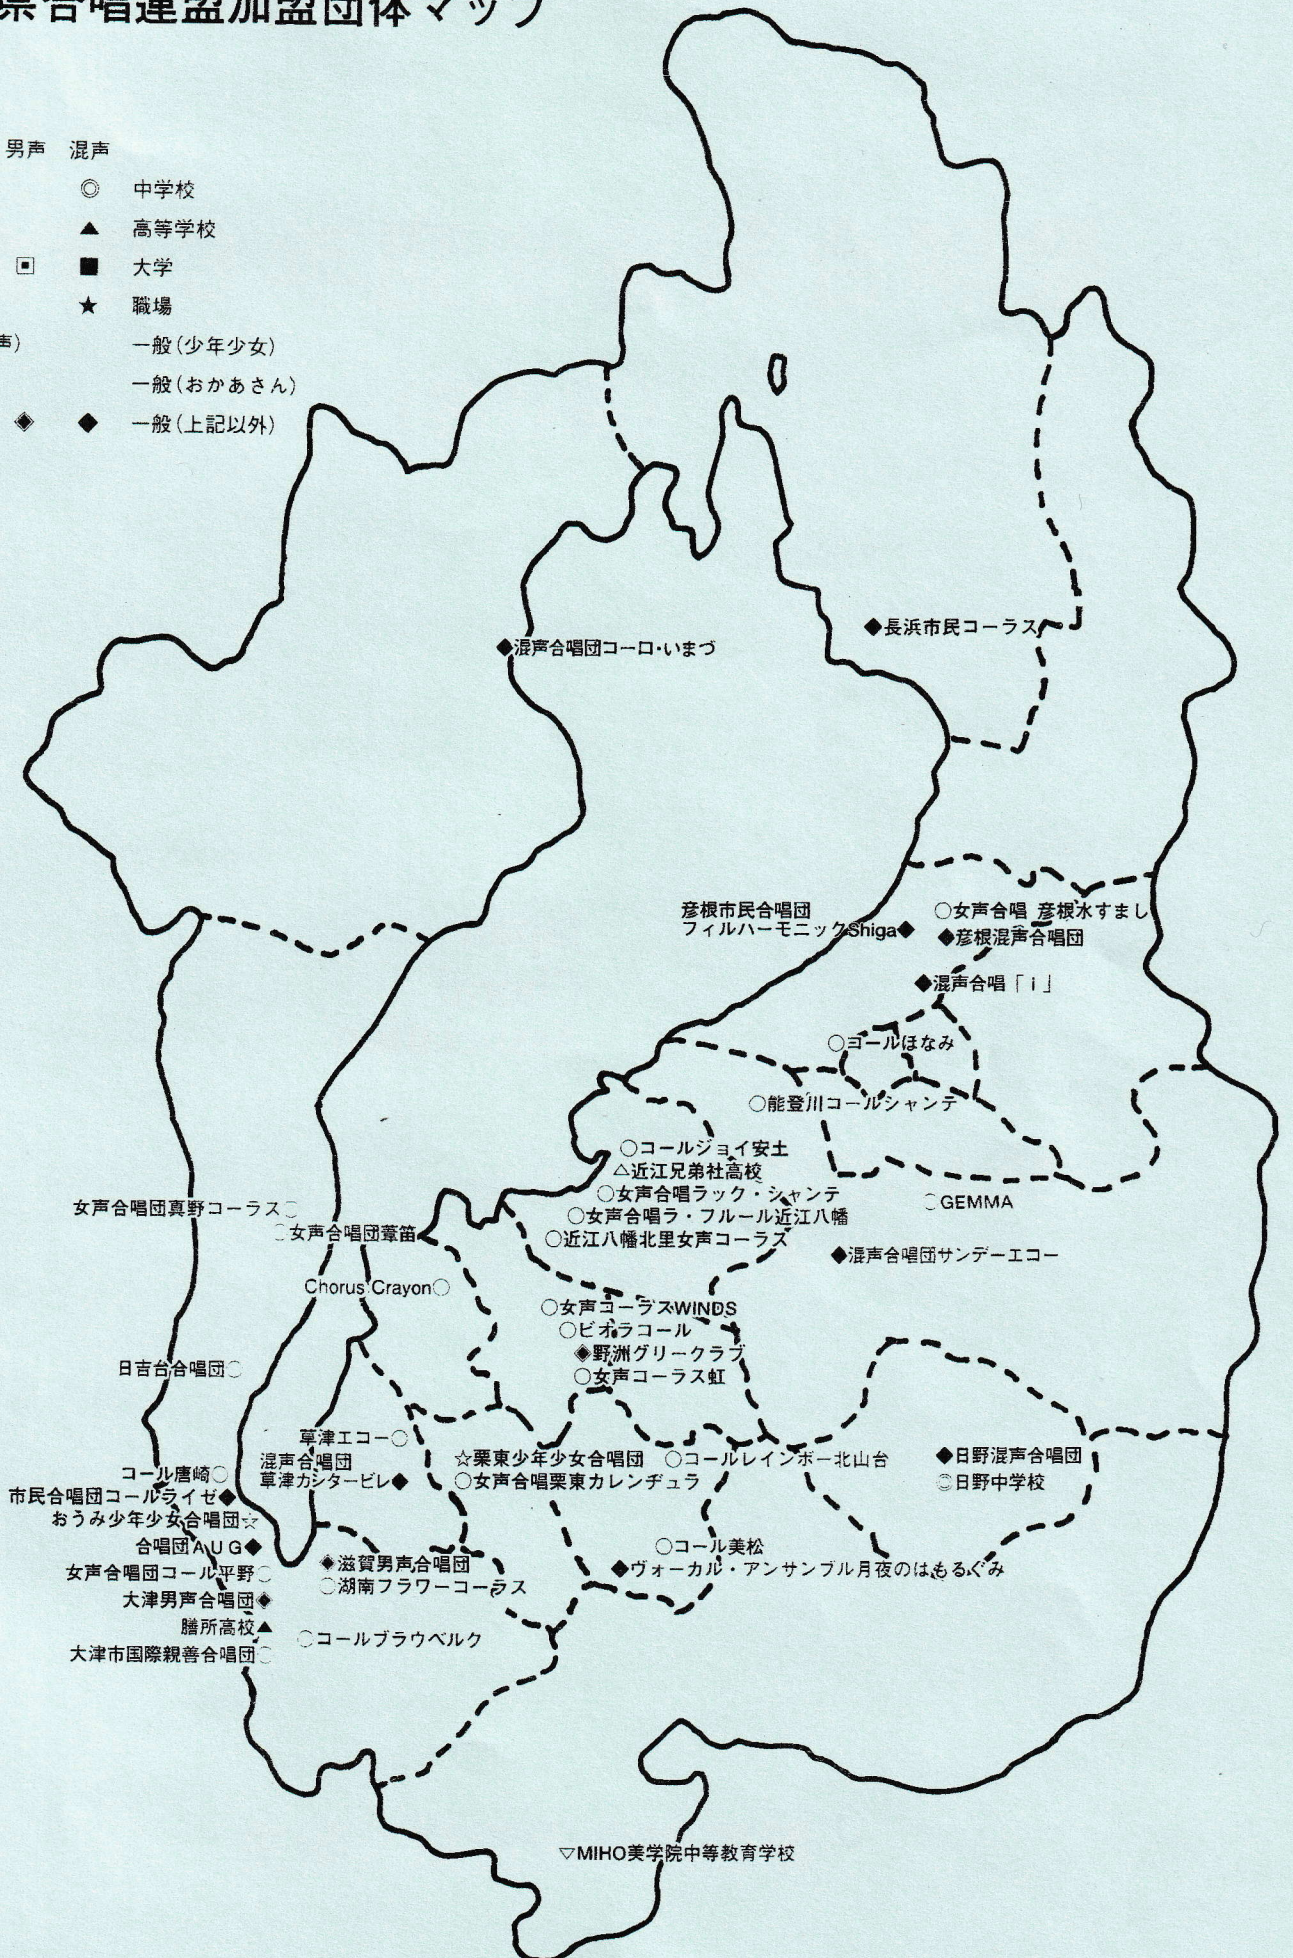 県合唱連盟加盟団体マップ
男声 混声
◎ 中学校
▲ 高等学校
▣ ■ 大学
★ 職場
声) 一般(少年少女)
一般(おかあさん)
◈ ◆ 一般(上記以外)
◆長浜市民コーラス
◆混声合唱団コーロ・いまづ
彦根市民合唱団
フィルハーモニックShiga◆
○女声合唱 彦根水すまし
◆彦根混声合唱団
◆混声合唱「i」
○コールほなみ
○能登川コールシャンテ
○コールジョイ安土
△近江兄弟社高校
○女声合唱ラック・シャンテ
○女声合唱ラ・フルール近江八幡
○近江八幡北里女声コーラス
○GEMMA
◆混声合唱団サンデーエコー
女声合唱団真野コーラス○
○女声合唱団葦笛
Chorus Crayon○
○女声コーラスWINDS
○ビオラコール
◈野洲グリークラブ
○女声コーラス虹
日吉台合唱団○
草津エコー○
混声合唱団
草津カンタービレ◆
☆栗東少年少女合唱団
○女声合唱栗東カレンヂュラ
○コールレインボー北山台
◆日野混声合唱団
◎日野中学校
コール唐崎○
市民合唱団コールライゼ◆
おうみ少年少女合唱団☆
合唱団AUG◆
女声合唱団コール平野○
大津男声合唱団◈
膳所高校▲
大津市国際親善合唱団○
◈滋賀男声合唱団
○湖南フラワーコーラス
○コールブラウベルク
○コール美松
◆ヴォーカル・アンサンブル月夜のはもるぐみ
▽MIHO美学院中等教育学校